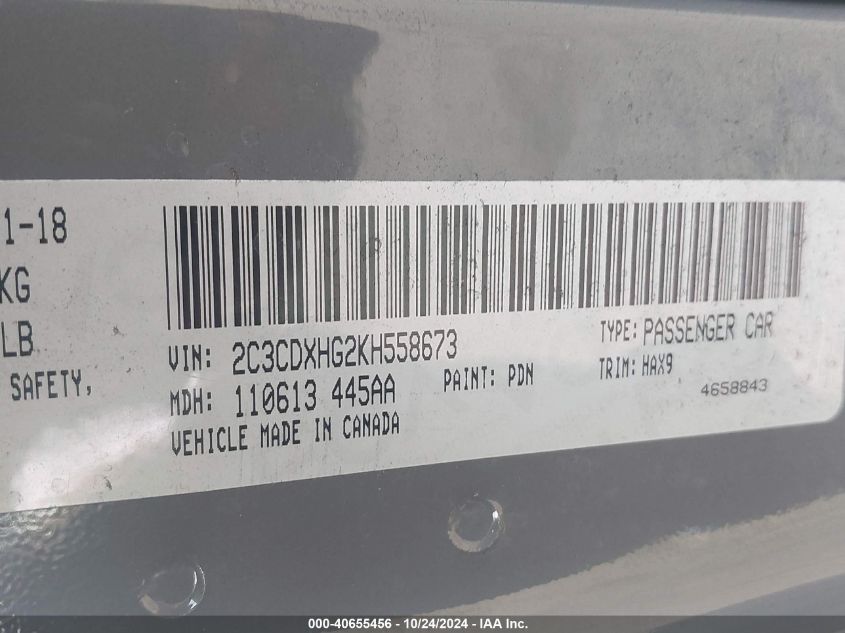 1-18
KG
LB
SAFETY,
VIN: 2C3CDXHG2KH558673
TYPE: PASSENGER CAR
MDH: 110613 445AA
PAINT: PDN
TRIM: HAX9
4658843
VEHICLE MADE IN CANADA
000-40655456 - 10/24/2024 - IAA Inc.